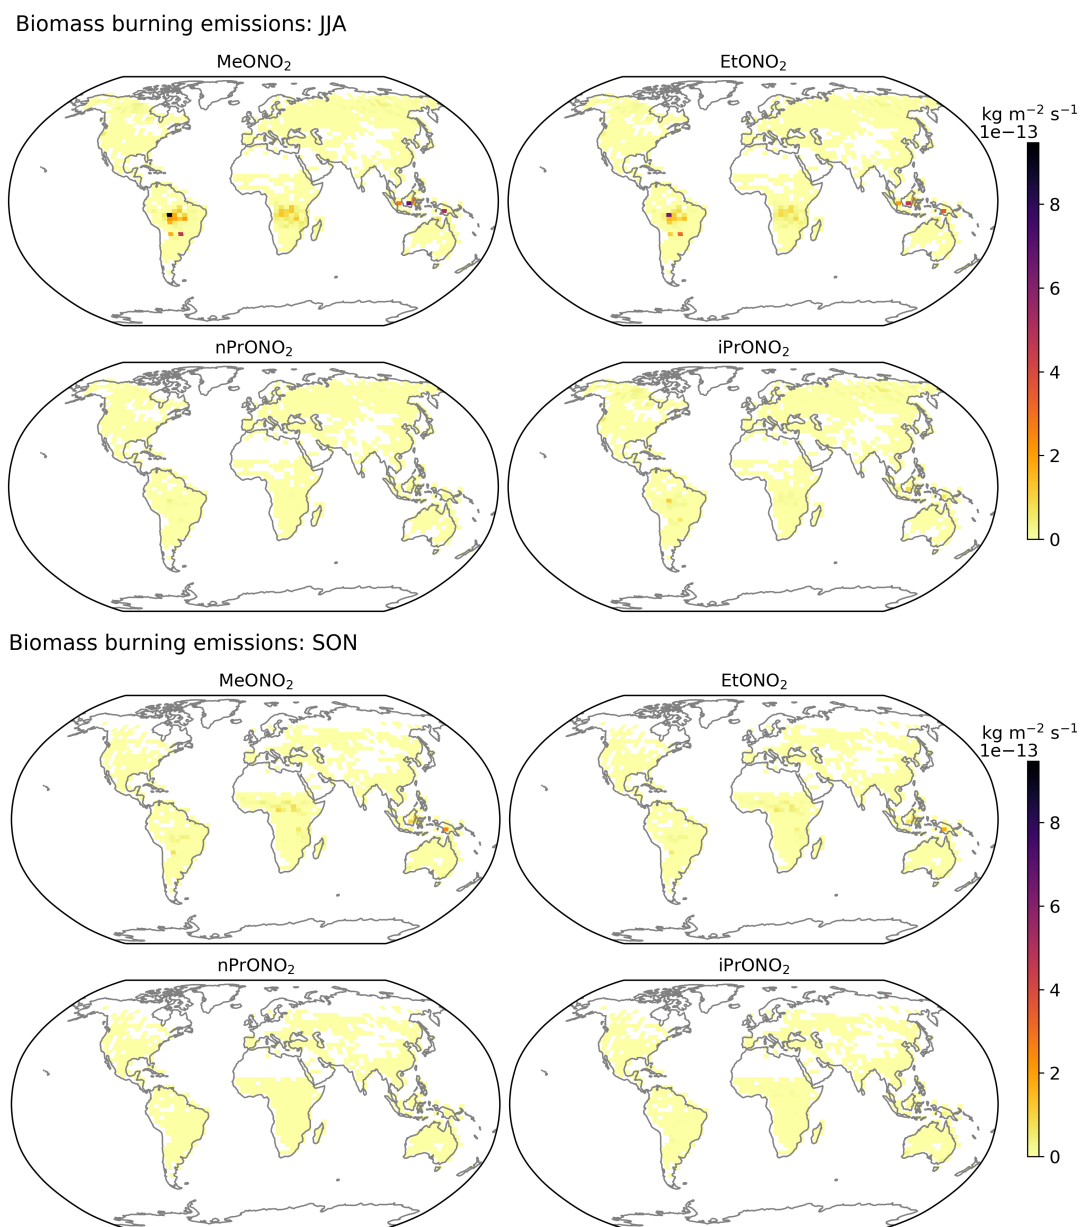 Biomass burning emissions: JJA
MeONO₂
EtONO₂
kg m⁻² s⁻¹
1e−13
8
6
4
2
0
nPrONO₂
iPrONO₂
Biomass burning emissions: SON
MeONO₂
EtONO₂
kg m⁻² s⁻¹
1e−13
8
6
4
2
0
nPrONO₂
iPrONO₂